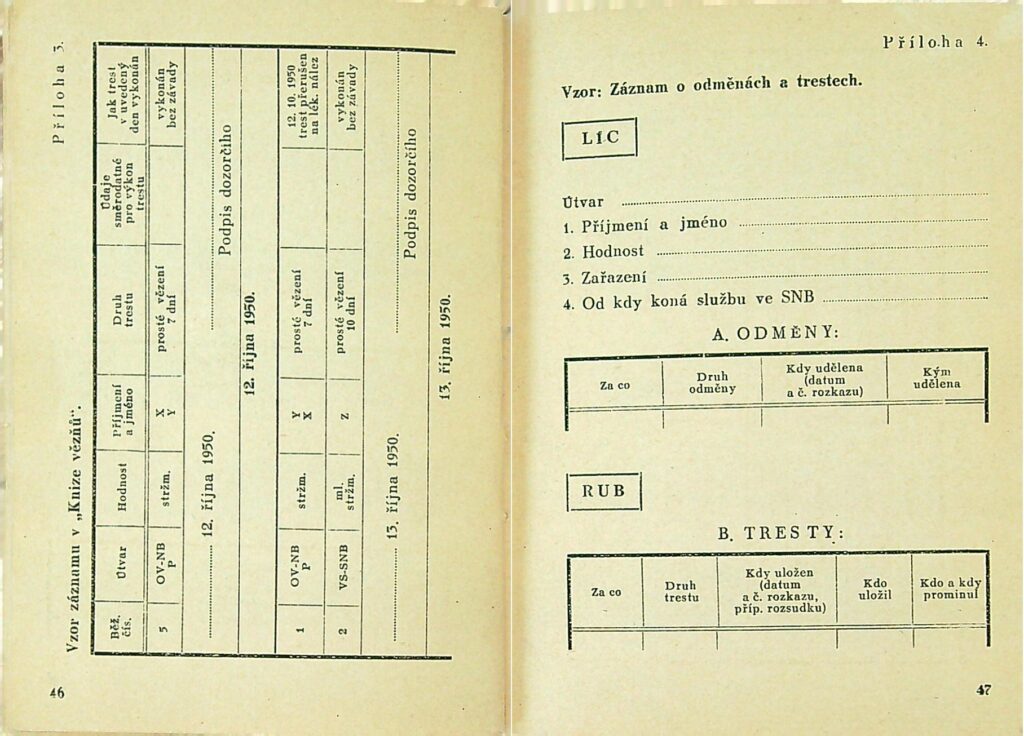 Příloha 3.
Vzor záznamu v „Knize vězňů“.
Běž. čís.
Útvar
Hodnost
Příjmení a jméno
Druh trestu
Údaje směrodatné pro výkon trestu
Jak trest v uvedený den vykonán
5
OV-NB P
stržm.
X Y
prosté vězení 7 dní
vykonán bez závady
12. října 1950.
Podpis dozorčího
12. října 1950.
1
OV-NB P
stržm.
Y X
prosté vězení 7 dní
12. 10. 1950 trest přerušen na lék. nález
2
VS-SNB
ml. stržm.
Z
prosté vězení 10 dní
vykonán bez závady
13. října 1950.
Podpis dozorčího
13. října 1950.
46
Příloha 4.
Vzor: Záznam o odměnách a trestech.
LÍC
Útvar
1. Příjmení a jméno
2. Hodnost
3. Zařazení
4. Od kdy koná službu ve SNB
A. ODMĚNY:
Za co
Druh odměny
Kdy udělena (datum a č. rozkazu)
Kým udělena
RUB
B. TRESTY:
Za co
Druh trestu
Kdy uložen (datum a č. rozkazu, příp. rozsudku)
Kdo uložil
Kdo a kdy prominul
47